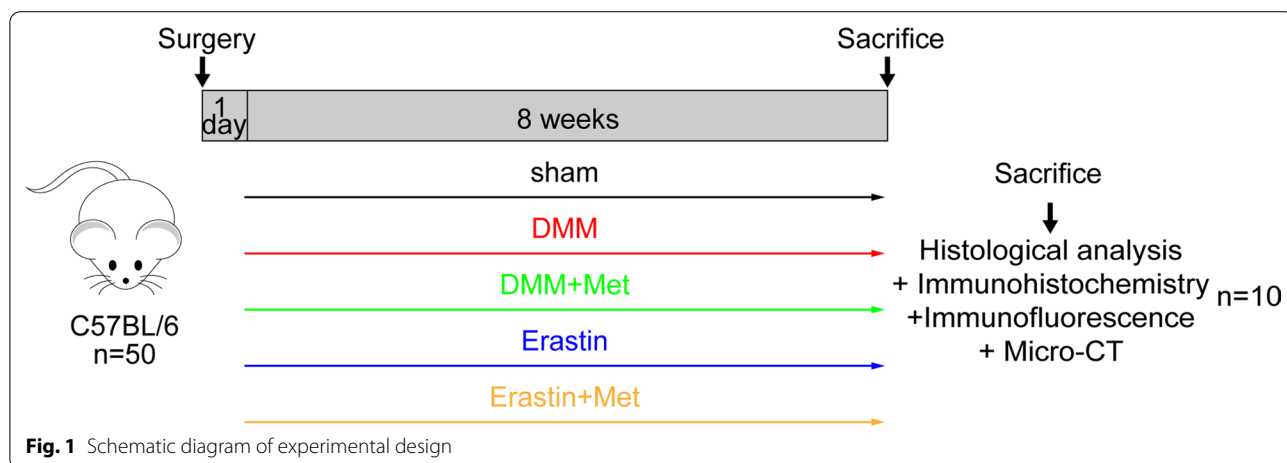 Surgery
Sacrifice
1
day
8 weeks
sham
DMM
DMM+Met
Erastin
Erastin+Met
C57BL/6
n=50
Sacrifice
Histological analysis
+ Immunohistochemistry
n=10
+Immunofluorescence
+ Micro-CT
Fig. 1 Schematic diagram of experimental design